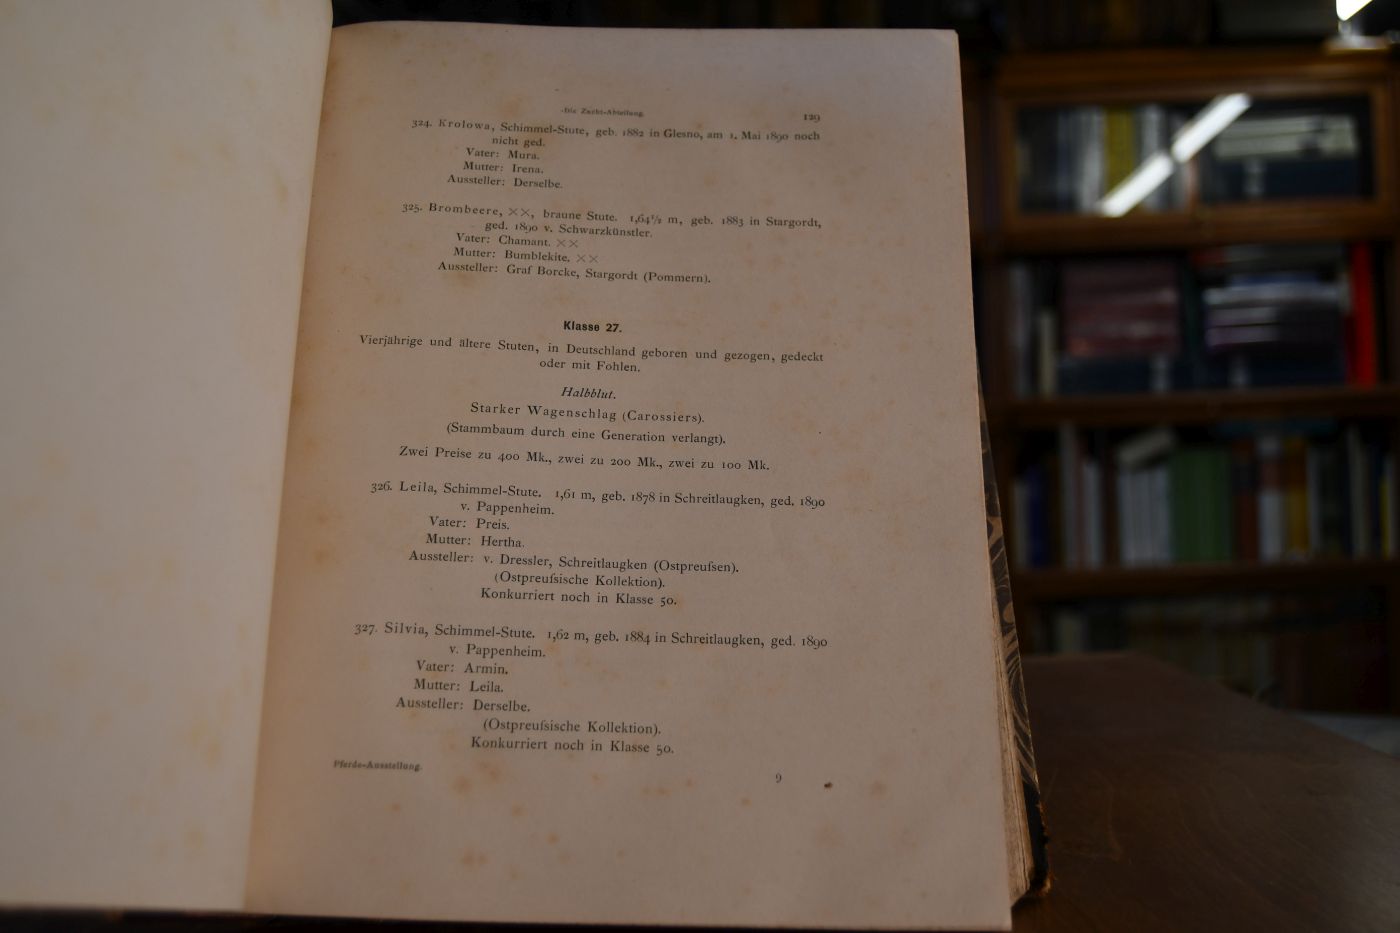 Die Zucht-Abteilung. 129
324. Krolowa, Schimmel-Stute, geb. 1882 in Glesno, am 1. Mai 1890 noch
nicht ged.
Vater: Mura.
Mutter: Irena.
Aussteller: Derselbe.
325. Brombeere, ××, braune Stute. 1,64½ m, geb. 1883 in Stargordt,
ged. 1890 v. Schwarzkünstler.
Vater: Chamant. ××
Mutter: Bumblekite. ××
Aussteller: Graf Borcke, Stargordt (Pommern).
Klasse 27.
Vierjährige und ältere Stuten, in Deutschland geboren und gezogen, gedeckt
oder mit Fohlen.
Halbblut.
Starker Wagenschlag (Carossiers).
(Stammbaum durch eine Generation verlangt).
Zwei Preise zu 400 Mk., zwei zu 200 Mk., zwei zu 100 Mk.
326. Leila, Schimmel-Stute. 1,61 m, geb. 1878 in Schreitlaugken, ged. 1890
v. Pappenheim.
Vater: Preis.
Mutter: Hertha.
Aussteller: v. Dressler, Schreitlaugken (Ostpreuſsen).
(Ostpreuſsische Kollektion).
Konkurriert noch in Klasse 50.
327. Silvia, Schimmel-Stute. 1,62 m, geb. 1884 in Schreitlaugken, ged. 1890
v. Pappenheim.
Vater: Armin.
Mutter: Leila.
Aussteller: Derselbe.
(Ostpreuſsische Kollektion).
Konkurriert noch in Klasse 50.
Pferde-Ausstellung. 9